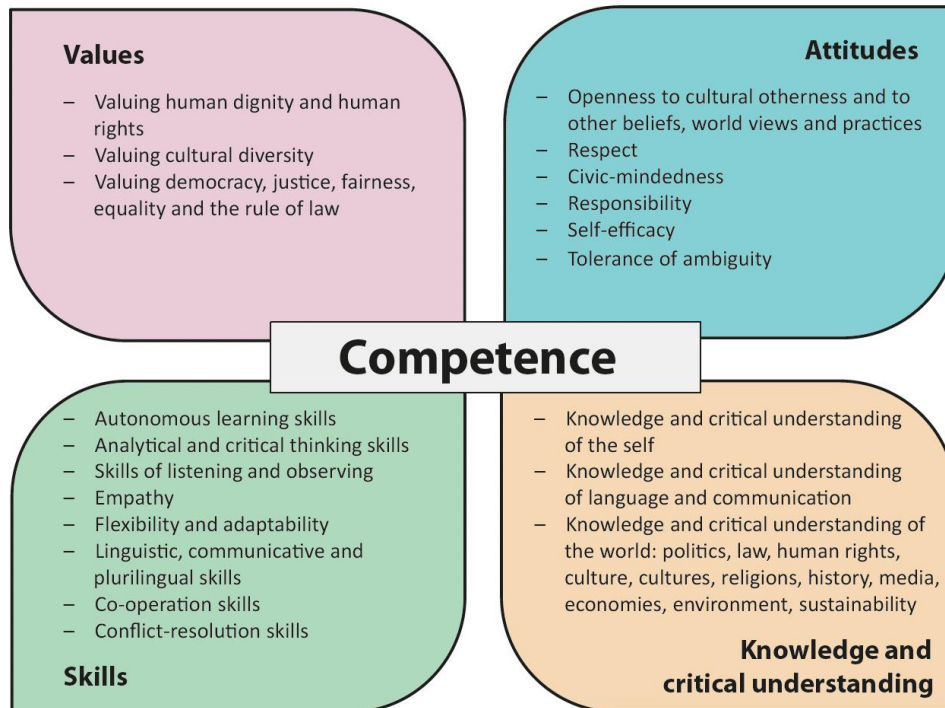 Values
– Valuing human dignity and human
rights
– Valuing cultural diversity
– Valuing democracy, justice, fairness,
equality and the rule of law
Attitudes
– Openness to cultural otherness and to
other beliefs, world views and practices
– Respect
– Civic-mindedness
– Responsibility
– Self-efficacy
– Tolerance of ambiguity
Competence
– Autonomous learning skills
– Analytical and critical thinking skills
– Skills of listening and observing
– Empathy
– Flexibility and adaptability
– Linguistic, communicative and
plurilingual skills
– Co-operation skills
– Conflict-resolution skills
Skills
– Knowledge and critical understanding
of the self
– Knowledge and critical understanding
of language and communication
– Knowledge and critical understanding of
the world: politics, law, human rights,
culture, cultures, religions, history, media,
economies, environment, sustainability
Knowledge and
critical understanding